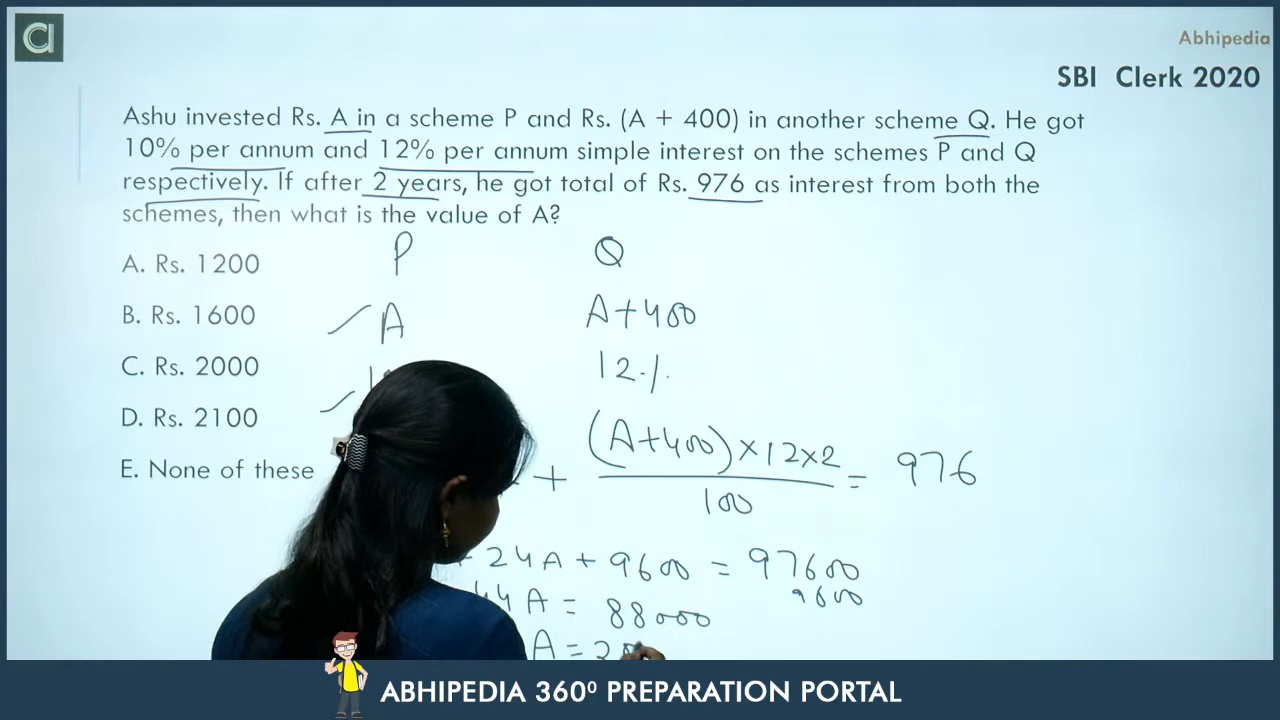 Abhipedia
SBI Clerk 2020
Ashu invested Rs. A in a scheme P and Rs. (A + 400) in another scheme Q. He got
10% per annum and 12% per annum simple interest on the schemes P and Q
respectively. If after 2 years, he got total of Rs. 976 as interest from both the
schemes, then what is the value of A?
A. Rs. 1200
B. Rs. 1600
C. Rs. 2000
D. Rs. 2100
E. None of these
P Q
A A+400
12%
+ (A+400)×12×2 = 976
100
24A + 9600 = 97600
9600
44A = 88000
A = 20
ABHIPEDIA 360⁰ PREPARATION PORTAL